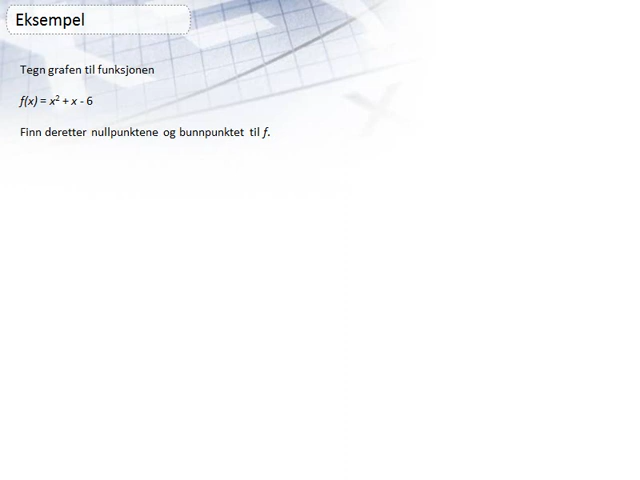 Eksempel
Tegn grafen til funksjonen
f(x) = x² + x - 6
Finn deretter nullpunktene og bunnpunktet til f.